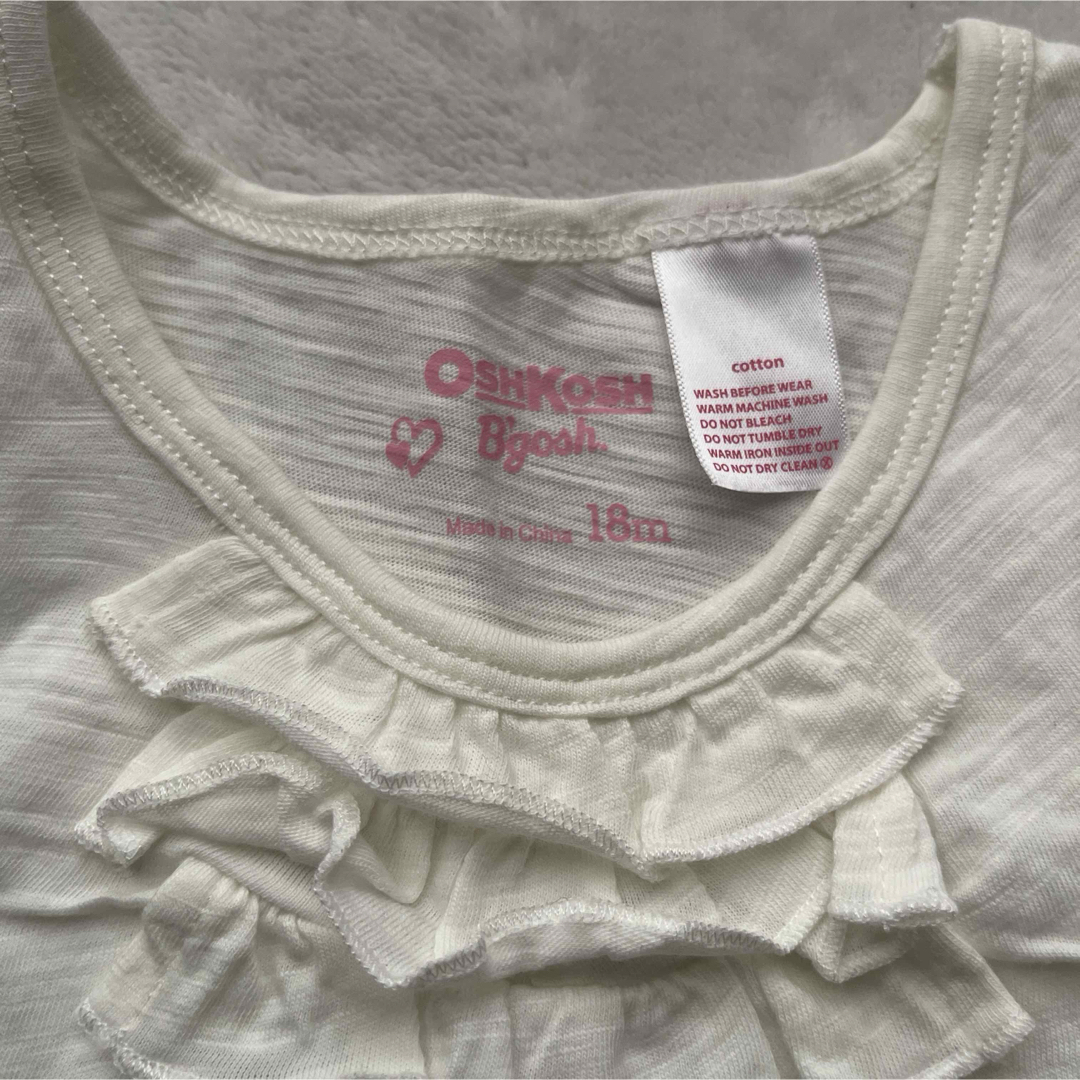 OSHKOSH
B'gosh.
Made in China 18m
cotton
WASH BEFORE WEAR
WARM MACHINE WASH
DO NOT BLEACH
DO NOT TUMBLE DRY
WARM IRON INSIDE OUT
DO NOT DRY CLEAN